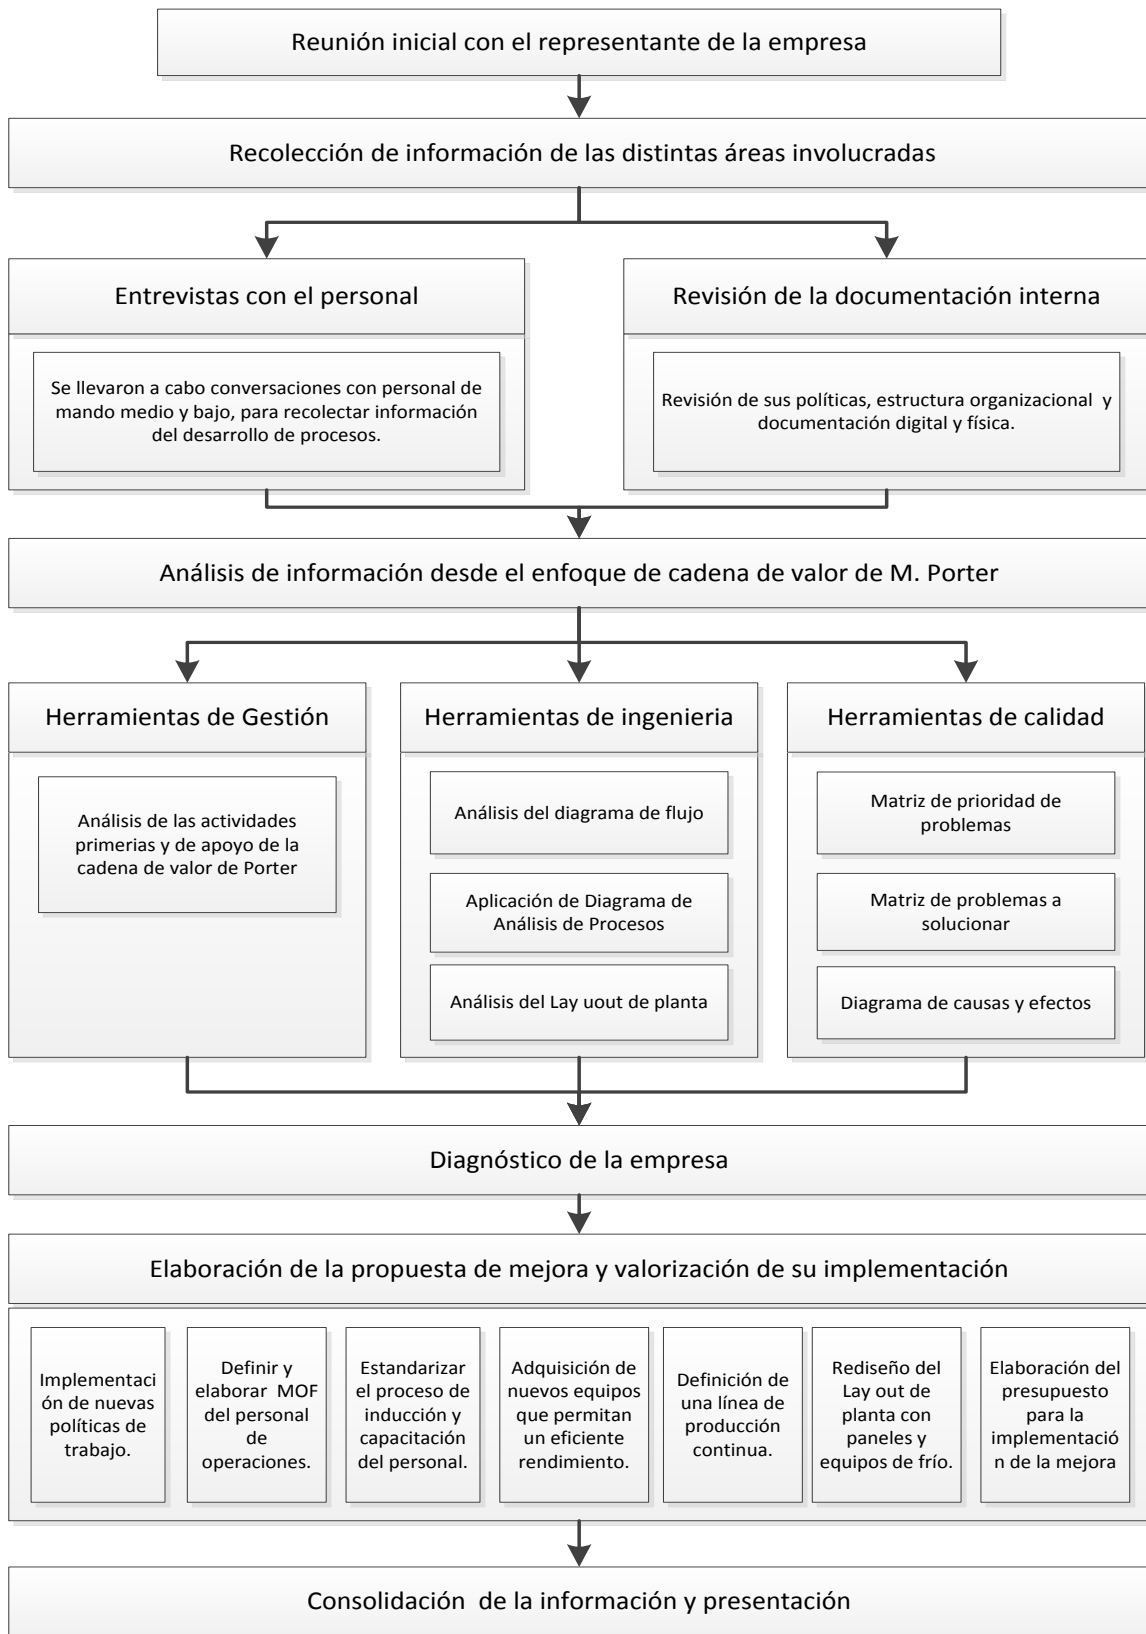 Reunión inicial con el representante de la empresa
Recolección de información de las distintas áreas involucradas
Entrevistas con el personal
Se llevaron a cabo conversaciones con personal de
mando medio y bajo, para recolectar información
del desarrollo de procesos.
Revisión de la documentación interna
Revisión de sus políticas, estructura organizacional y
documentación digital y física.
Análisis de información desde el enfoque de cadena de valor de M. Porter
Herramientas de Gestión
Análisis de las actividades
primerias y de apoyo de la
cadena de valor de Porter
Herramientas de ingenieria
Análisis del diagrama de flujo
Aplicación de Diagrama de
Análisis de Procesos
Análisis del Lay uout de planta
Herramientas de calidad
Matriz de prioridad de
problemas
Matriz de problemas a
solucionar
Diagrama de causas y efectos
Diagnóstico de la empresa
Elaboración de la propuesta de mejora y valorización de su implementación
Implementaci
ón de nuevas
políticas de
trabajo.
Definir y
elaborar MOF
del personal
de
operaciones.
Estandarizar
el proceso de
inducción y
capacitación
del personal.
Adquisición de
nuevos equipos
que permitan
un eficiente
rendimiento.
Definición de
una línea de
producción
continua.
Rediseño del
Lay out de
planta con
paneles y
equipos de frío.
Elaboración del
presupuesto
para la
implementació
n de la mejora
Consolidación de la información y presentación